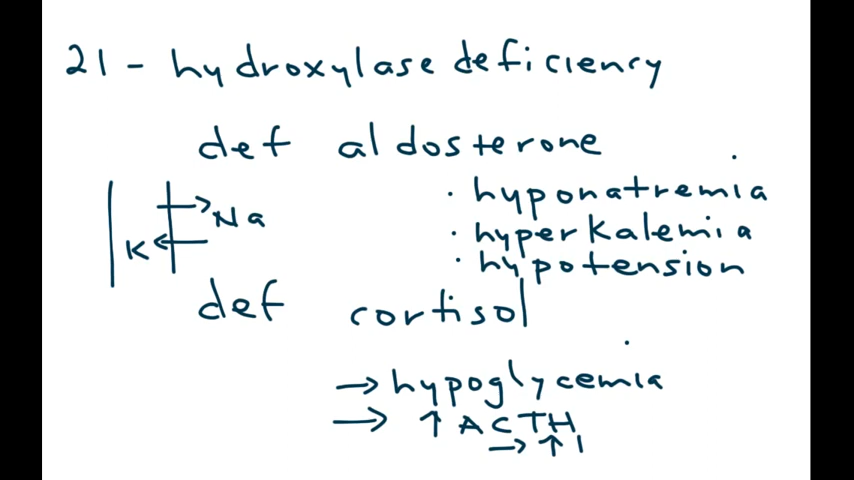 21 - hydroxylase deficiency
def aldosterone
· hyponatremia
Na
· hyperkalemia
K
· hypotension
def cortisol
→ hypoglycemia
→ ↑ ACTH
→ ↑